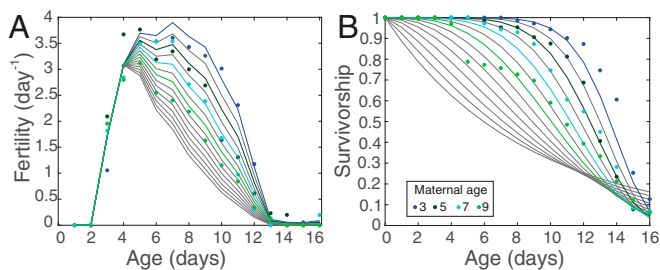 A
Fertility (day⁻¹)
4
3.5
3
2.5
2
1.5
1
0.5
0
0 2 4 6 8 10 12 14 16
Age (days)
B
Survivorship
1
0.9
0.8
0.7
0.6
0.5
0.4
0.3
0.2
0.1
0
0 2 4 6 8 10 12 14 16
Age (days)
Maternal age
3 5 7 9